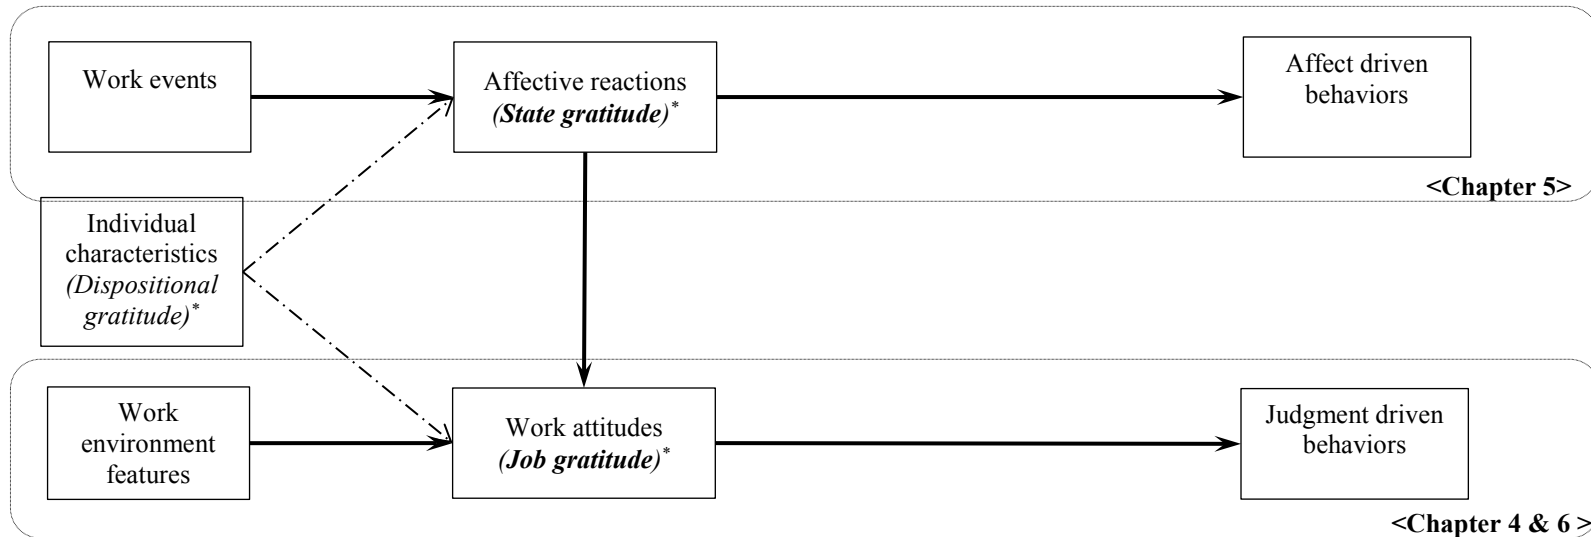 Work events
Affective reactions
(State gratitude)*
Affect driven
behaviors
<Chapter 5>
Individual
characteristics
(Dispositional
gratitude)*
Work
environment
features
Work attitudes
(Job gratitude)*
Judgment driven
behaviors
<Chapter 4 & 6 >